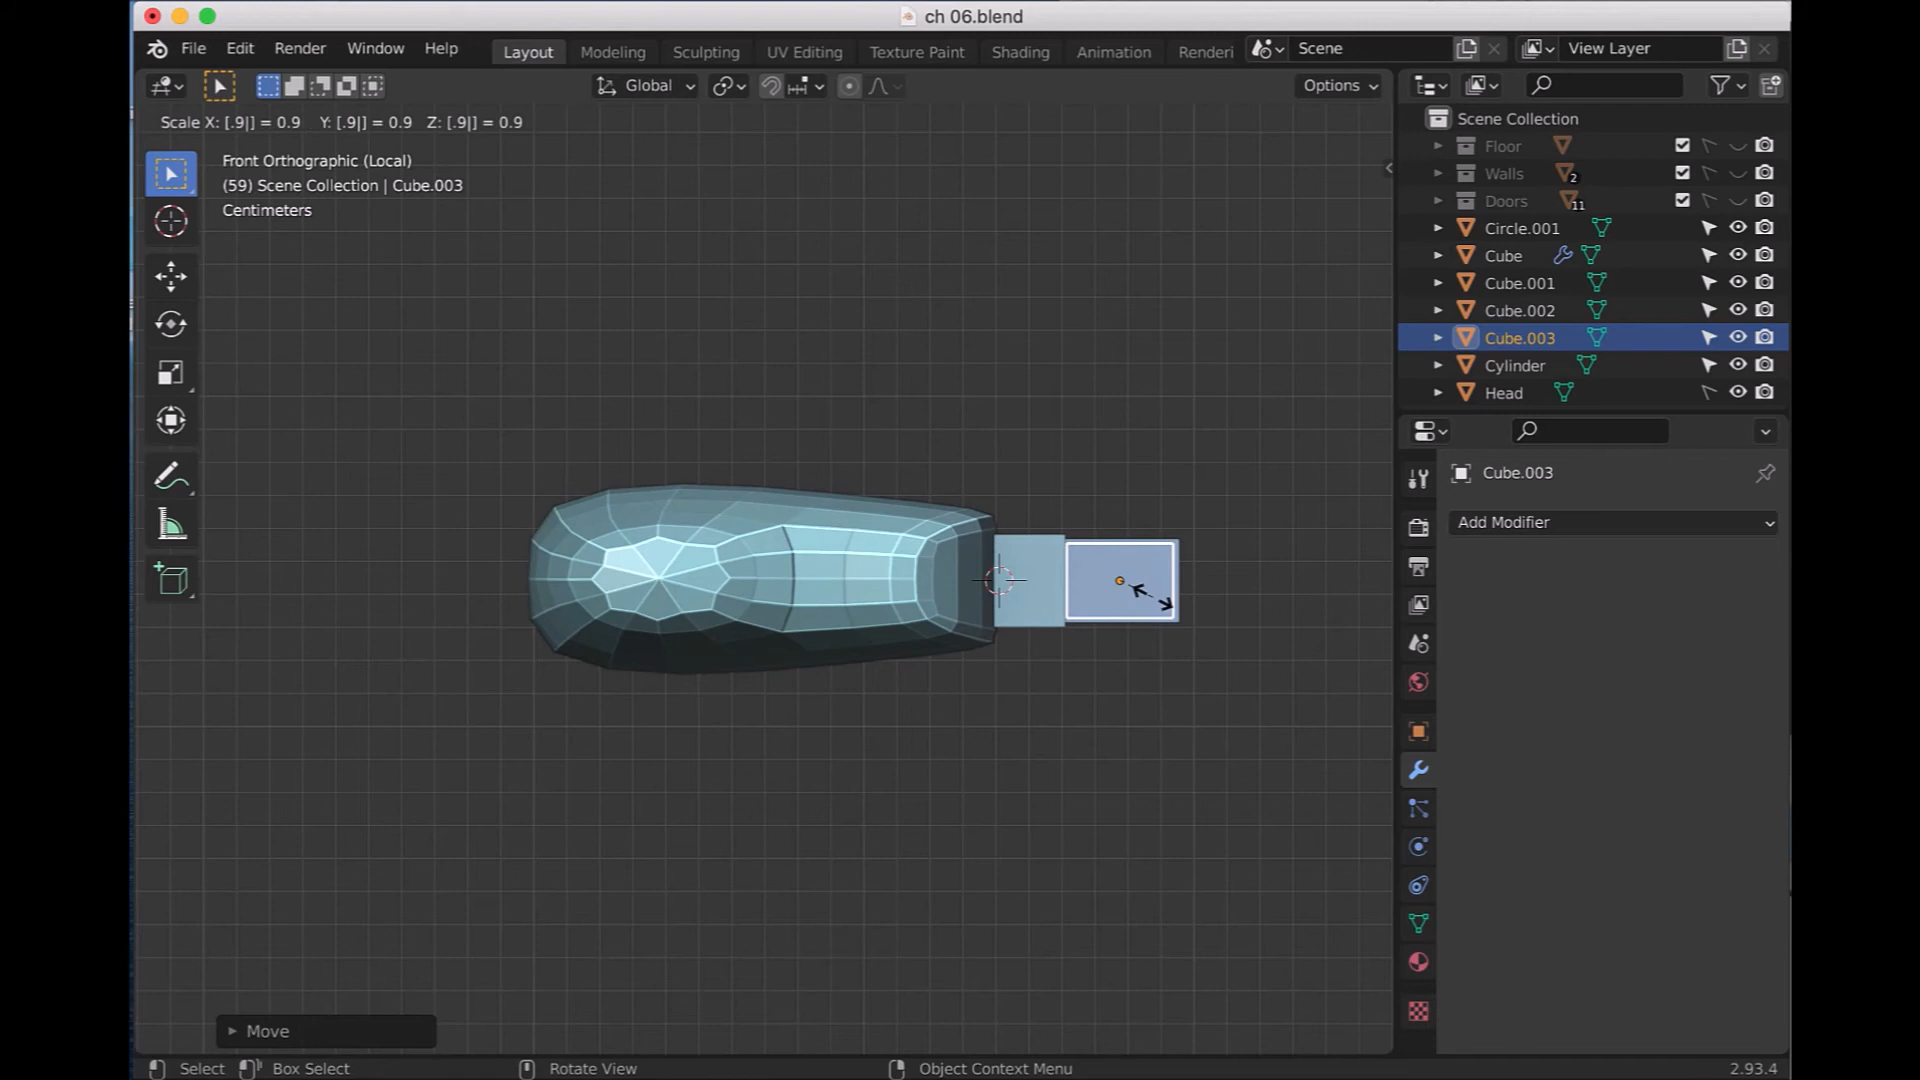 ch 06.blend
File Edit Render Window Help Layout Modeling Sculpting UV Editing Texture Paint Shading Animation Renderi Scene View Layer
Global Options
Scale X: [.9|] = 0.9 Y: [.9|] = 0.9 Z: [.9|] = 0.9
Front Orthographic (Local)
(59) Scene Collection | Cube.003
Centimeters
Scene Collection
Floor
Walls 2
Doors 11
Circle.001
Cube
Cube.001
Cube.002
Cube.003
Cylinder
Head
Cube.003
Add Modifier
Move
Select Box Select Rotate View Object Context Menu 2.93.4